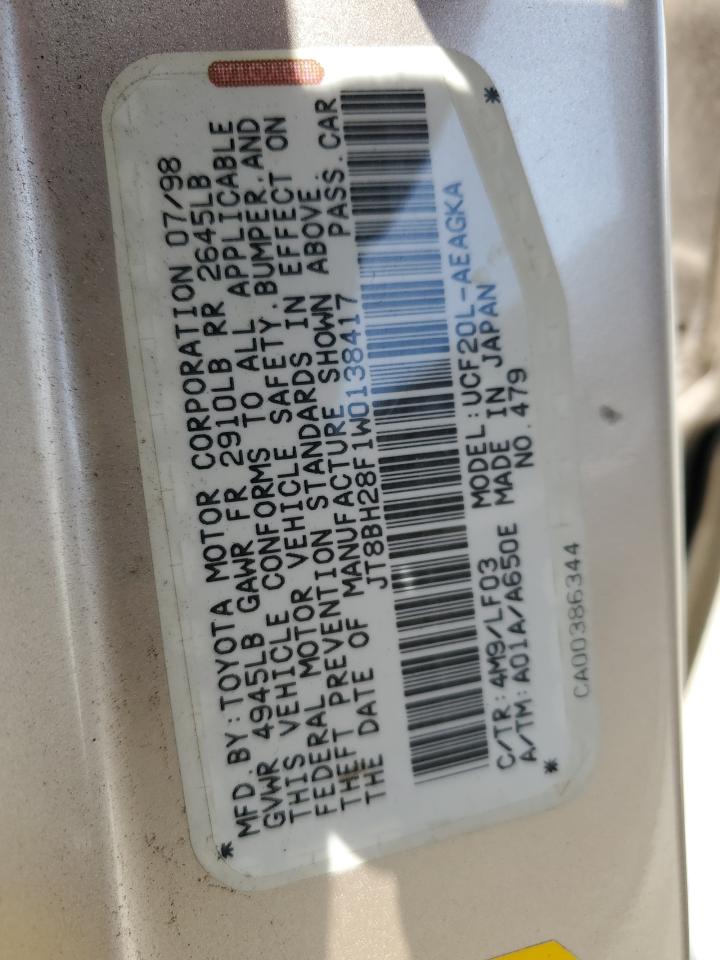 MFD.BY:TOYOTA MOTOR CORPORATION 07/98
GVWR 4945LB GAWR FR 2910LB RR 2645LB
THIS VEHICLE CONFORMS TO ALL APPLICABLE
FEDERAL MOTOR VEHICLE SAFETY,BUMPER,AND
THEFT PREVENTION STANDARDS IN EFFECT ON
THE DATE OF MANUFACTURE SHOWN ABOVE.
JT8BH28F1W0138417 PASS.CAR
C/TR:4M9/LF03 MODEL:UCF20L-AEAGKA
A/TM:A01A/A650E MADE IN JAPAN
NO.479
CA00386344